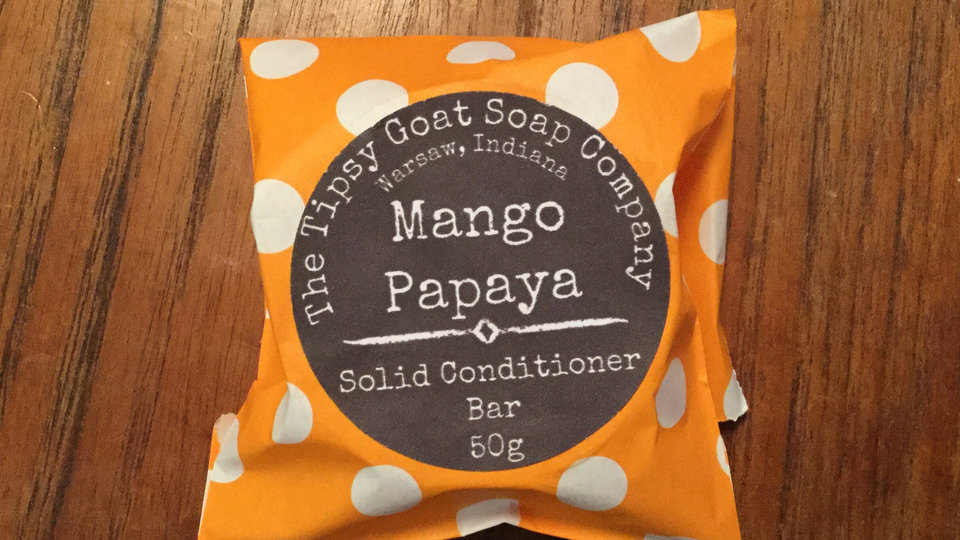 The Tipsy Goat Soap Company
Warsaw, Indiana
Mango
Papaya
Solid Conditioner
Bar
50g